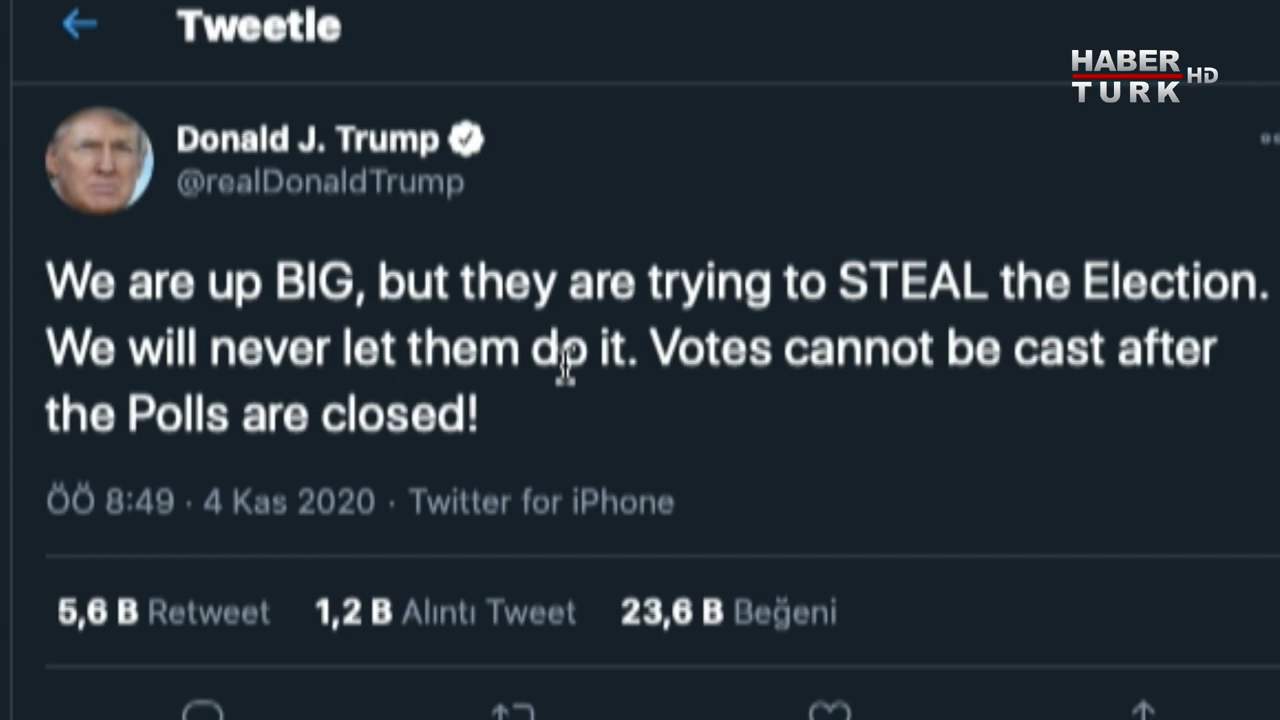 Tweetle
HABER
TURK HD
Donald J. Trump
@realDonaldTrump
We are up BIG, but they are trying to STEAL the Election.
We will never let them do it. Votes cannot be cast after
the Polls are closed!
ÖÖ 8:49 · 4 Kas 2020 · Twitter for iPhone
5,6 B Retweet 1,2 B Alıntı Tweet 23,6 B Beğeni